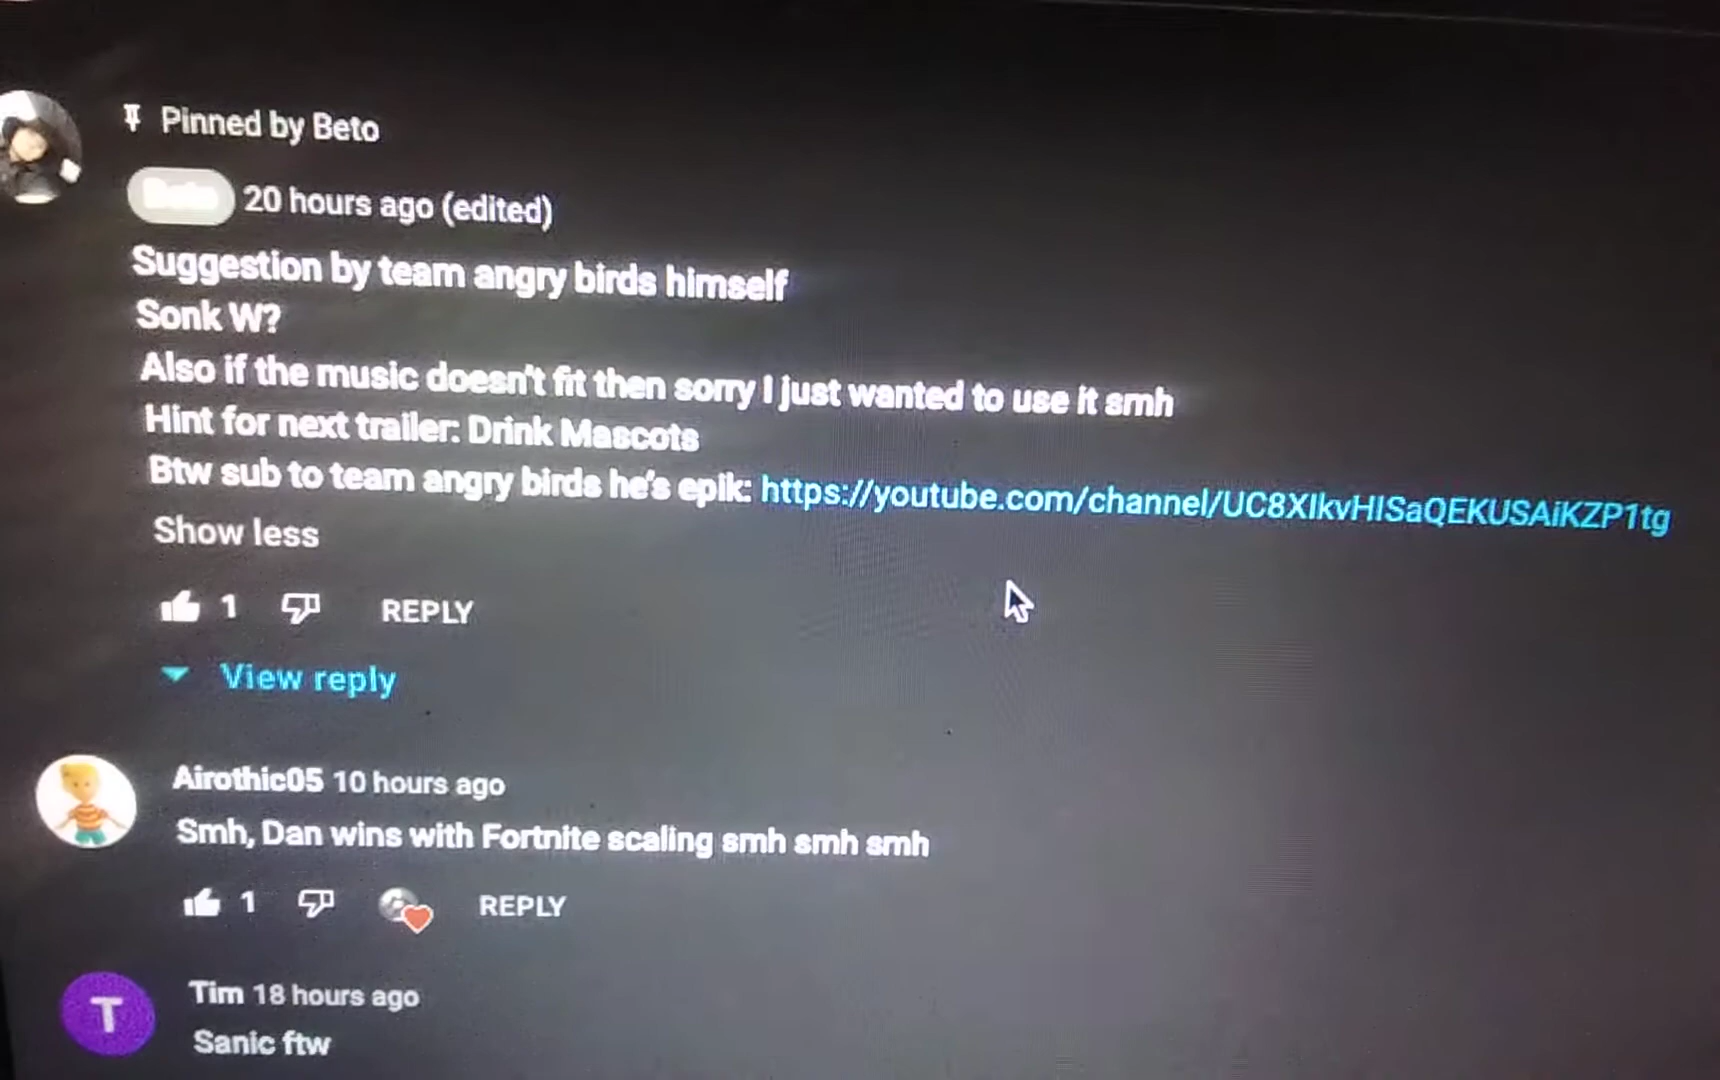 Pinned by Beto
Beto 20 hours ago (edited)
Suggestion by team angry birds himself
Sonk W?
Also if the music doesn't fit then sorry I just wanted to use it smh
Hint for next trailer: Drink Mascots
Btw sub to team angry birds he's epik: https://youtube.com/channel/UC8XIkvHISaQEKUSAiKZP1tg
Show less
1 REPLY
View reply
Airothic05 10 hours ago
Smh, Dan wins with Fortnite scaling smh smh smh
1 REPLY
T
Tim 18 hours ago
Sanic ftw